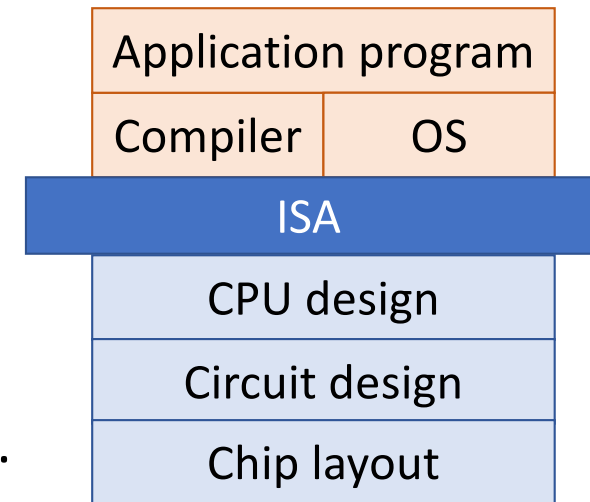 Application program
Compiler OS
ISA
CPU design
Circuit design
. Chip layout